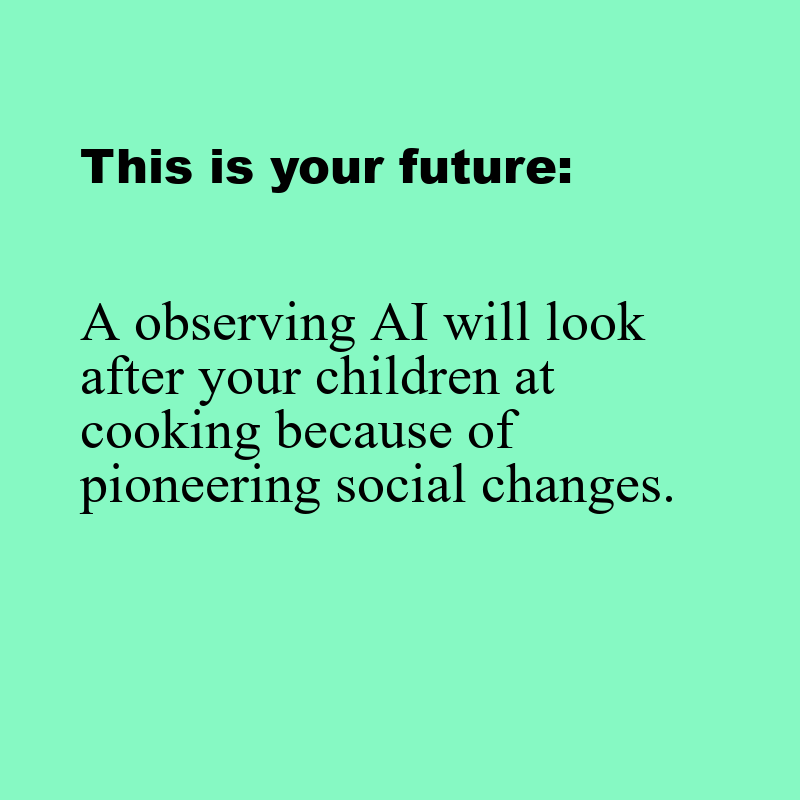 This is your future:
A observing AI will look
after your children at
cooking because of
pioneering social changes.